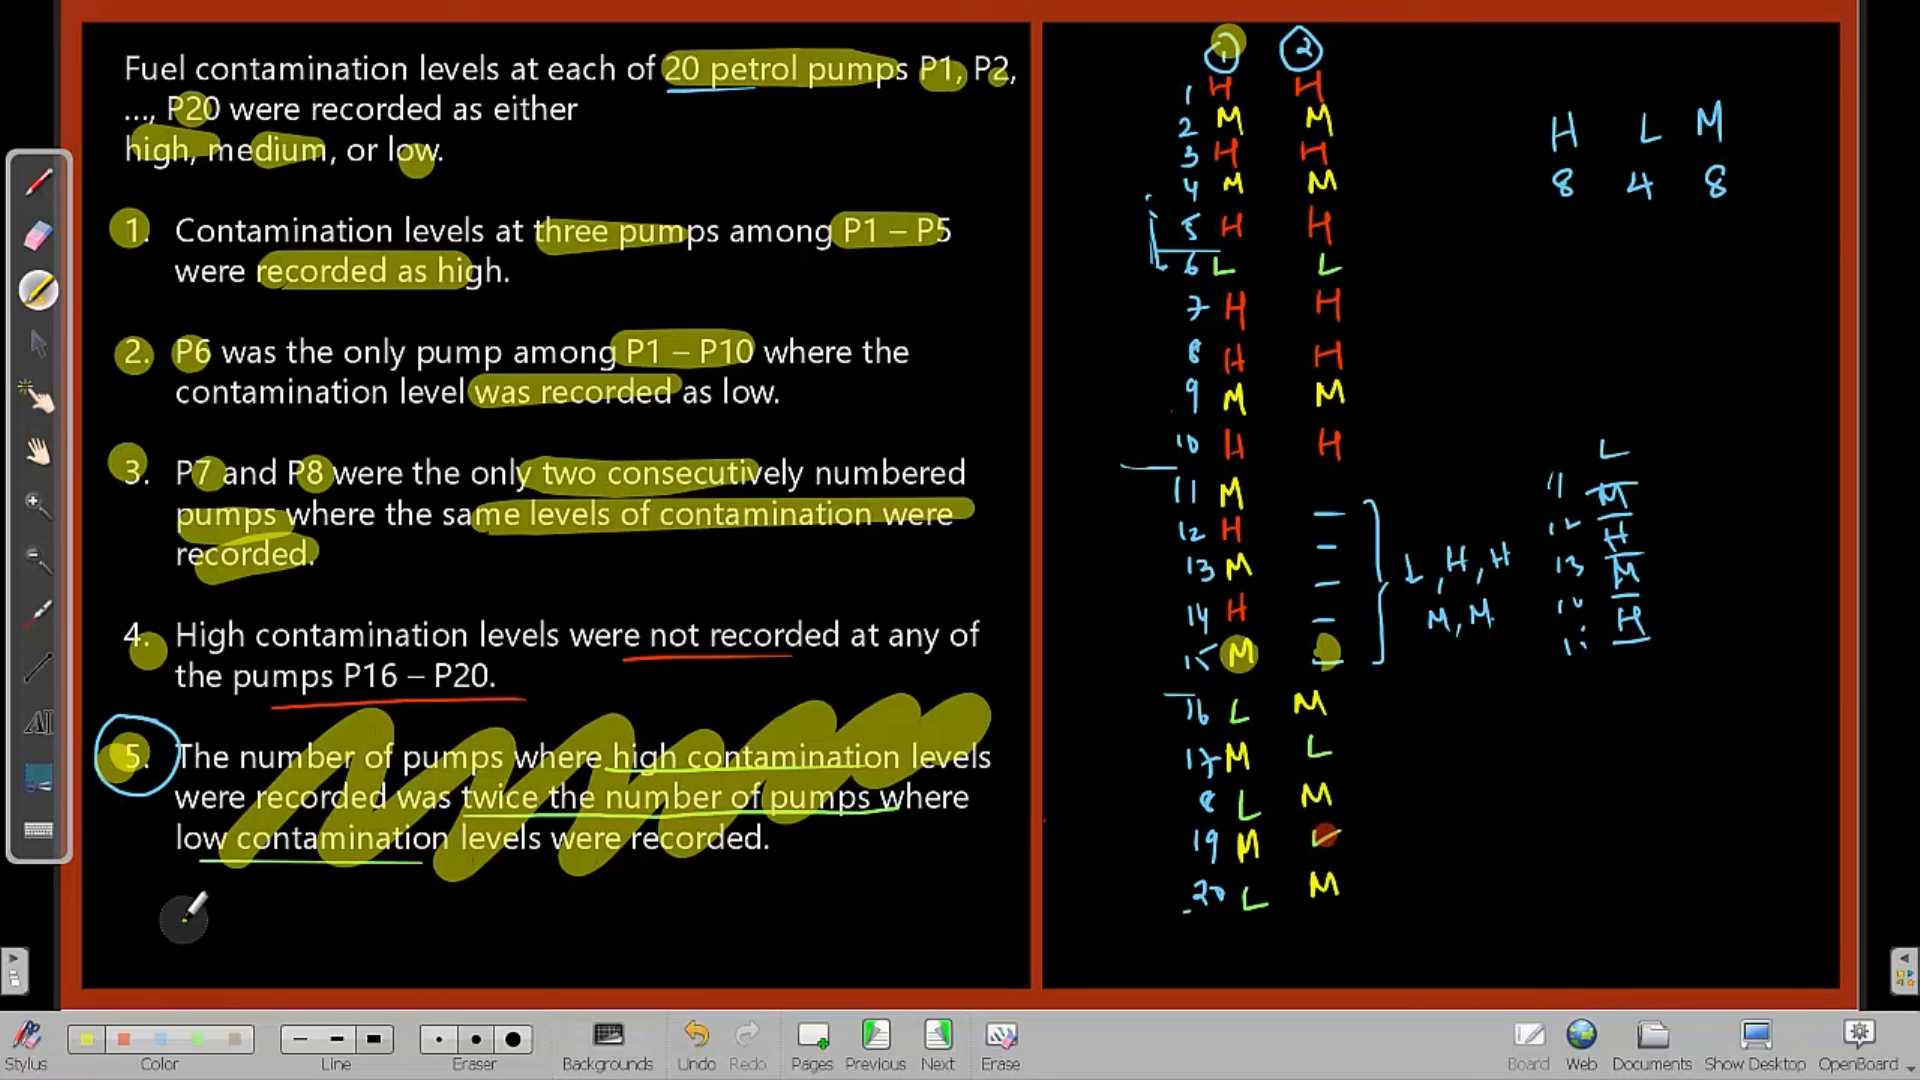 Fuel contamination levels at each of 20 petrol pumps P1, P2,
..., P20 were recorded as either
high, medium, or low.
1. Contamination levels at three pumps among P1 – P5
were recorded as high.
2. P6 was the only pump among P1 – P10 where the
contamination level was recorded as low.
3. P7 and P8 were the only two consecutively numbered
pumps where the same levels of contamination were
recorded.
4. High contamination levels were not recorded at any of
the pumps P16 – P20.
5. The number of pumps where high contamination levels
were recorded was twice the number of pumps where
low contamination levels were recorded.
1 2
1 H H
2 M M
3 H H
4 M M
5 H H
6 L L
7 H H
8 H H
9 M M
10 H H
11 M
12 H
13 M
14 H
15 M
16 L M
17 M L
8 L M
19 M L
20 L M
H L M
8 4 8
L, H, H
M, M
L
11 M
12 H
13 M
H
Stylus
Color
Line
Eraser
Backgrounds
Undo
Redo
Pages
Previous
Next
Erase
Board
Web
Documents
Show Desktop
OpenBoard